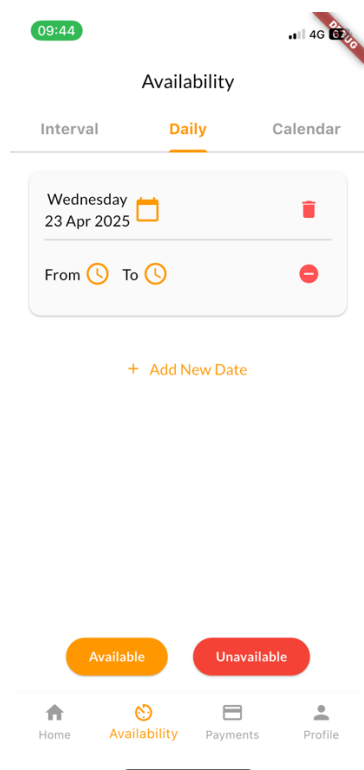 09:44
4G
DEBUG
Availability
Interval
Daily
Calendar
Wednesday
23 Apr 2025
From
To
+ Add New Date
Available
Unavailable
Home
Availability
Payments
Profile